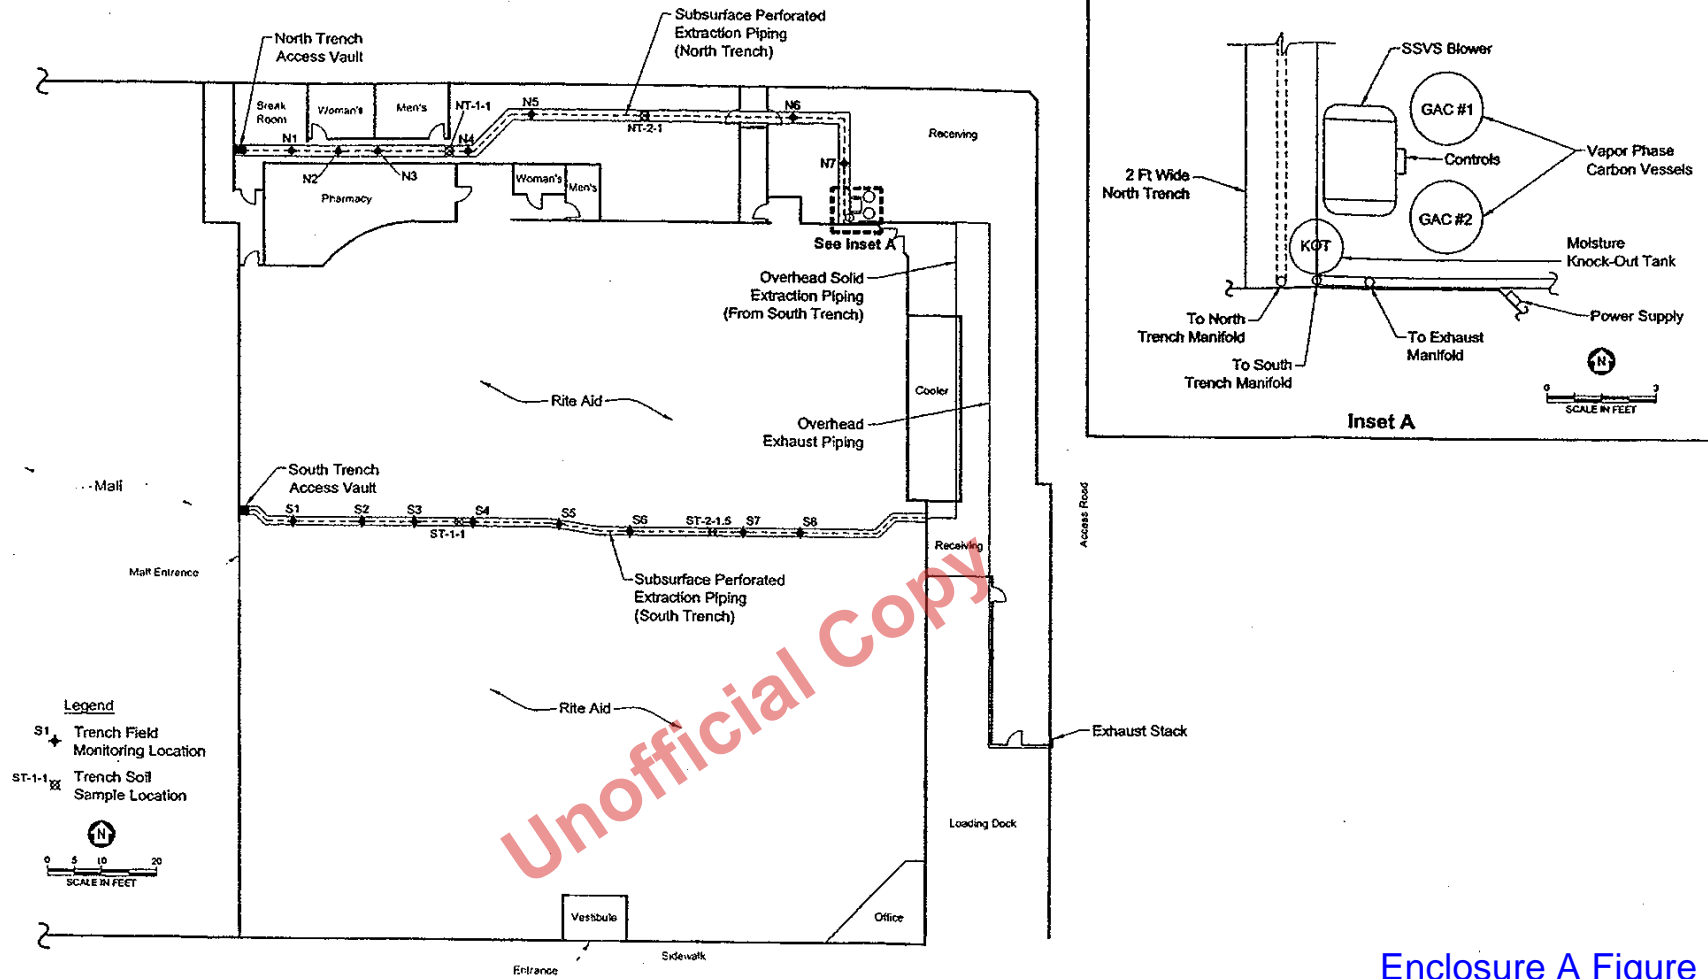 Subsurface Perforated
Extraction Piping
(North Trench)
North Trench
Access Vault
Break
Room
Woman's
Men's
NT-1-1
N5
N6
NT-2-1
Receiving
N1
N4
N2
N3
N7
Pharmacy
Woman's
Men's
See Inset A
Overhead Solid
Extraction Piping
(From South Trench)
Rite Aid
Cooler
Overhead
Exhaust Piping
Mall
South Trench
Access Vault
S1
S2
S3
S4
S5
S6
ST-2-1.5
S7
S8
ST-1-1
Receiving
Access Road
Mall Entrance
Subsurface Perforated
Extraction Piping
(South Trench)
Unofficial Copy
Rite Aid
Exhaust Stack
Loading Dock
Legend
S1 Trench Field
Monitoring Location
ST-1-1 Trench Soil
Sample Location
N
0 5 10 20
SCALE IN FEET
Vestibule
Office
Entrance
Sidewalk
SSVS Blower
GAC #1
Controls
Vapor Phase
Carbon Vessels
2 Ft Wide
North Trench
GAC #2
KOT
Moisture
Knock-Out Tank
To North
Trench Manifold
To Exhaust
Manifold
Power Supply
To South
Trench Manifold
N
0 3
SCALE IN FEET
Inset A
Enclosure A Figure